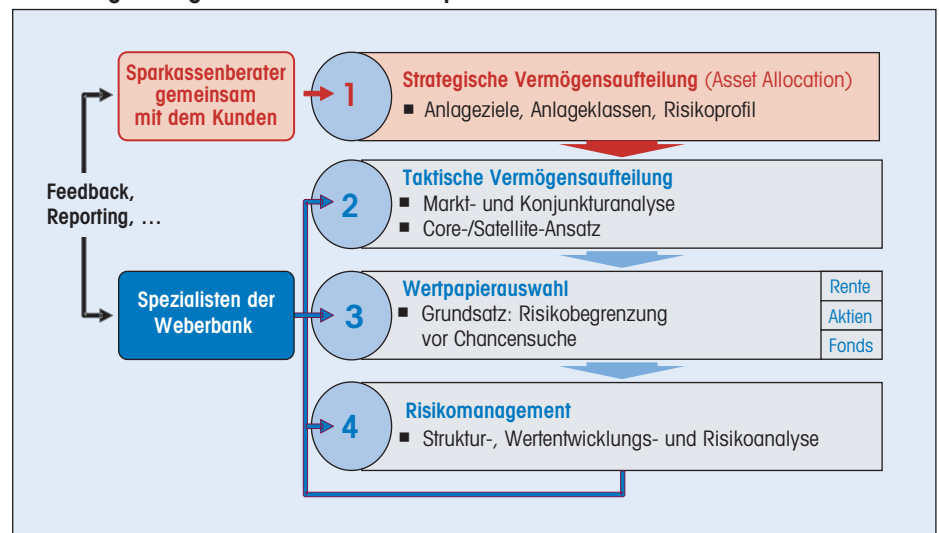 Sparkassenberater
gemeinsam
mit dem Kunden
1
Strategische Vermögensaufteilung (Asset Allocation)
■ Anlageziele, Anlageklassen, Risikoprofil
Feedback,
Reporting, …
2
Taktische Vermögensaufteilung
■ Markt- und Konjunkturanalyse
■ Core-/Satellite-Ansatz
Spezialisten der
Weberbank
3
Wertpapierauswahl
■ Grundsatz: Risikobegrenzung
vor Chancensuche
Rente
Aktien
Fonds
4
Risikomanagement
■ Struktur-, Wertentwicklungs- und Risikoanalyse